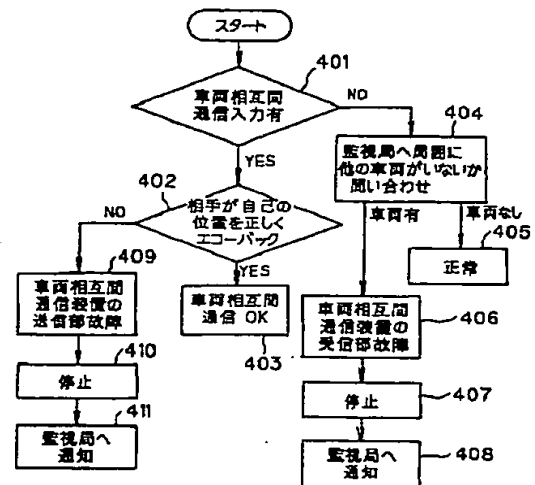 スタート
401
車両相互間
通信入力有
NO
404
監視局へ周囲に
他の車両がいないか
問い合わせ
YES
402
相手が自己の
位置を正しく
エコーバック
NO
車両有
車両なし
405
正常
409
車両相互間
通信装置の
送信部故障
YES
車両相互間
通信 OK
403
車両相互間
通信装置の
受信部故障
406
410
停止
407
停止
411
監視局へ
通知
408
監視局へ
通知